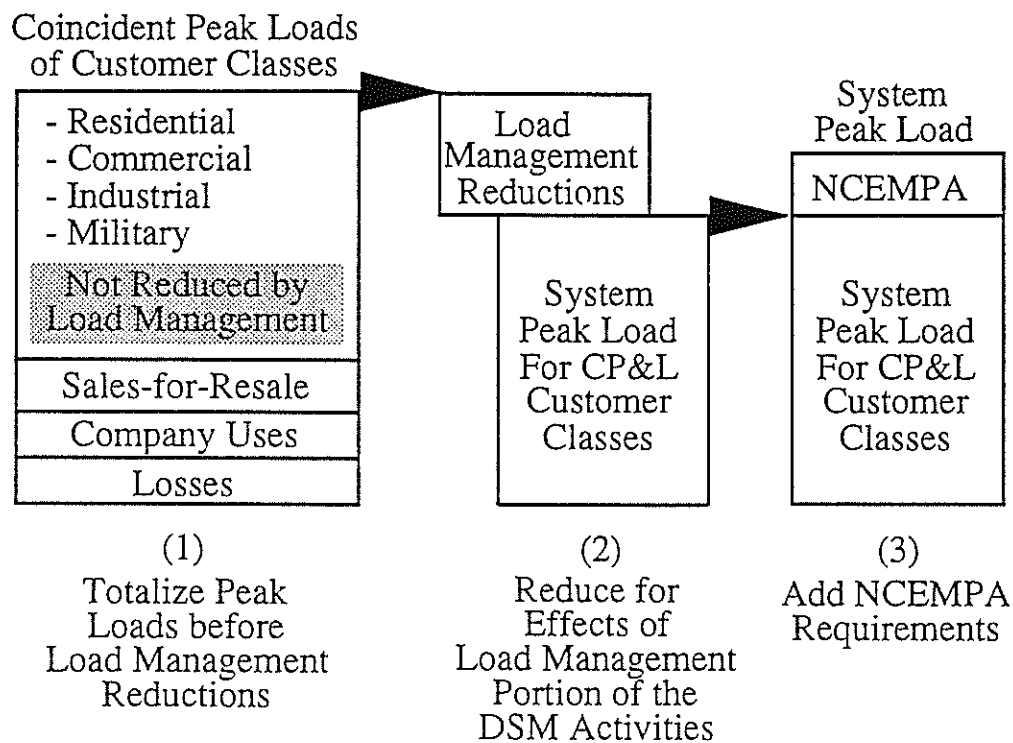 Coincident Peak Loads
of Customer Classes
- Residential
- Commercial
- Industrial
- Military
Not Reduced by
Load Management
Sales-for-Resale
Company Uses
Losses
(1)
Totalize Peak
Loads before
Load Management
Reductions
Load
Management
Reductions
System
Peak Load
For CP&L
Customer
Classes
(2)
Reduce for
Effects of
Load Management
Portion of the
DSM Activities
System
Peak Load
NCEMPA
System
Peak Load
For CP&L
Customer
Classes
(3)
Add NCEMPA
Requirements